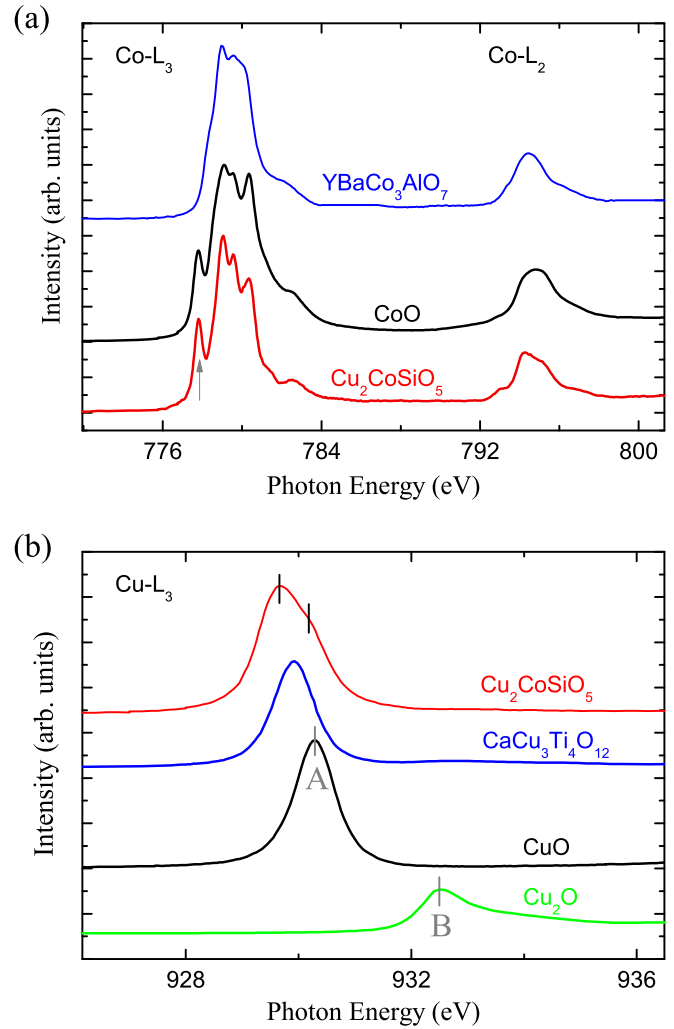 (a)
Co-L₃
Co-L₂
YBaCo₃AlO₇
CoO
Cu₂CoSiO₅
Intensity (arb. units)
776
784
792
800
Photon Energy (eV)
(b)
Cu-L₃
Cu₂CoSiO₅
CaCu₃Ti₄O₁₂
A
CuO
Cu₂O
B
Intensity (arb. units)
928
932
936
Photon Energy (eV)